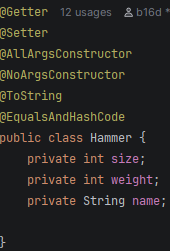 @Getter 12 usages b16d *
@Setter
@AllArgsConstructor
@NoArgsConstructor
@ToString
@EqualsAndHashCode
public class Hammer {
private int size;
private int weight;
private String name;
}